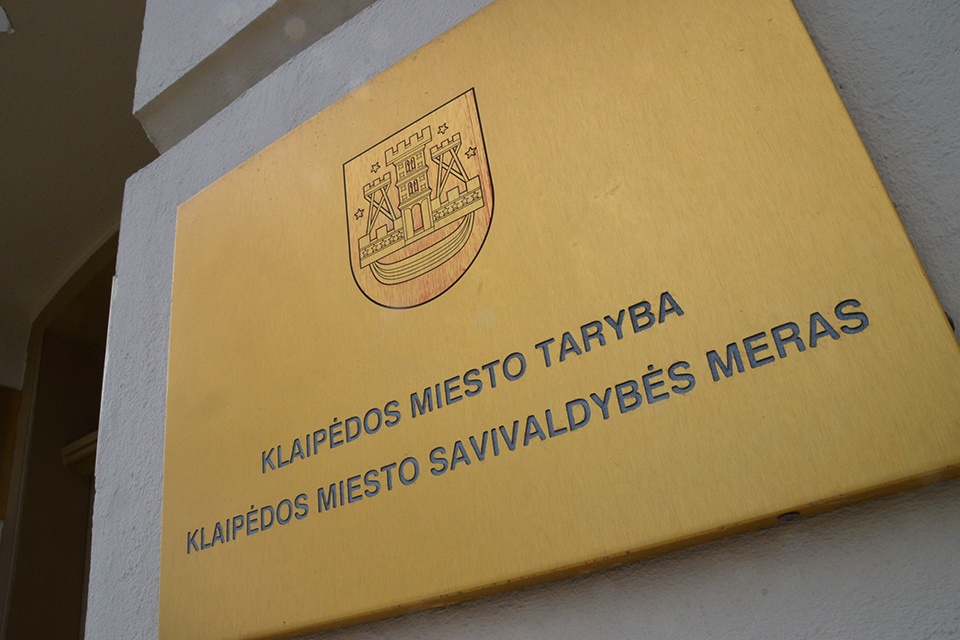 KLAIPĖDOS MIESTO TARYBA
KLAIPĖDOS MIESTO SAVIVALDYBĖS MERAS